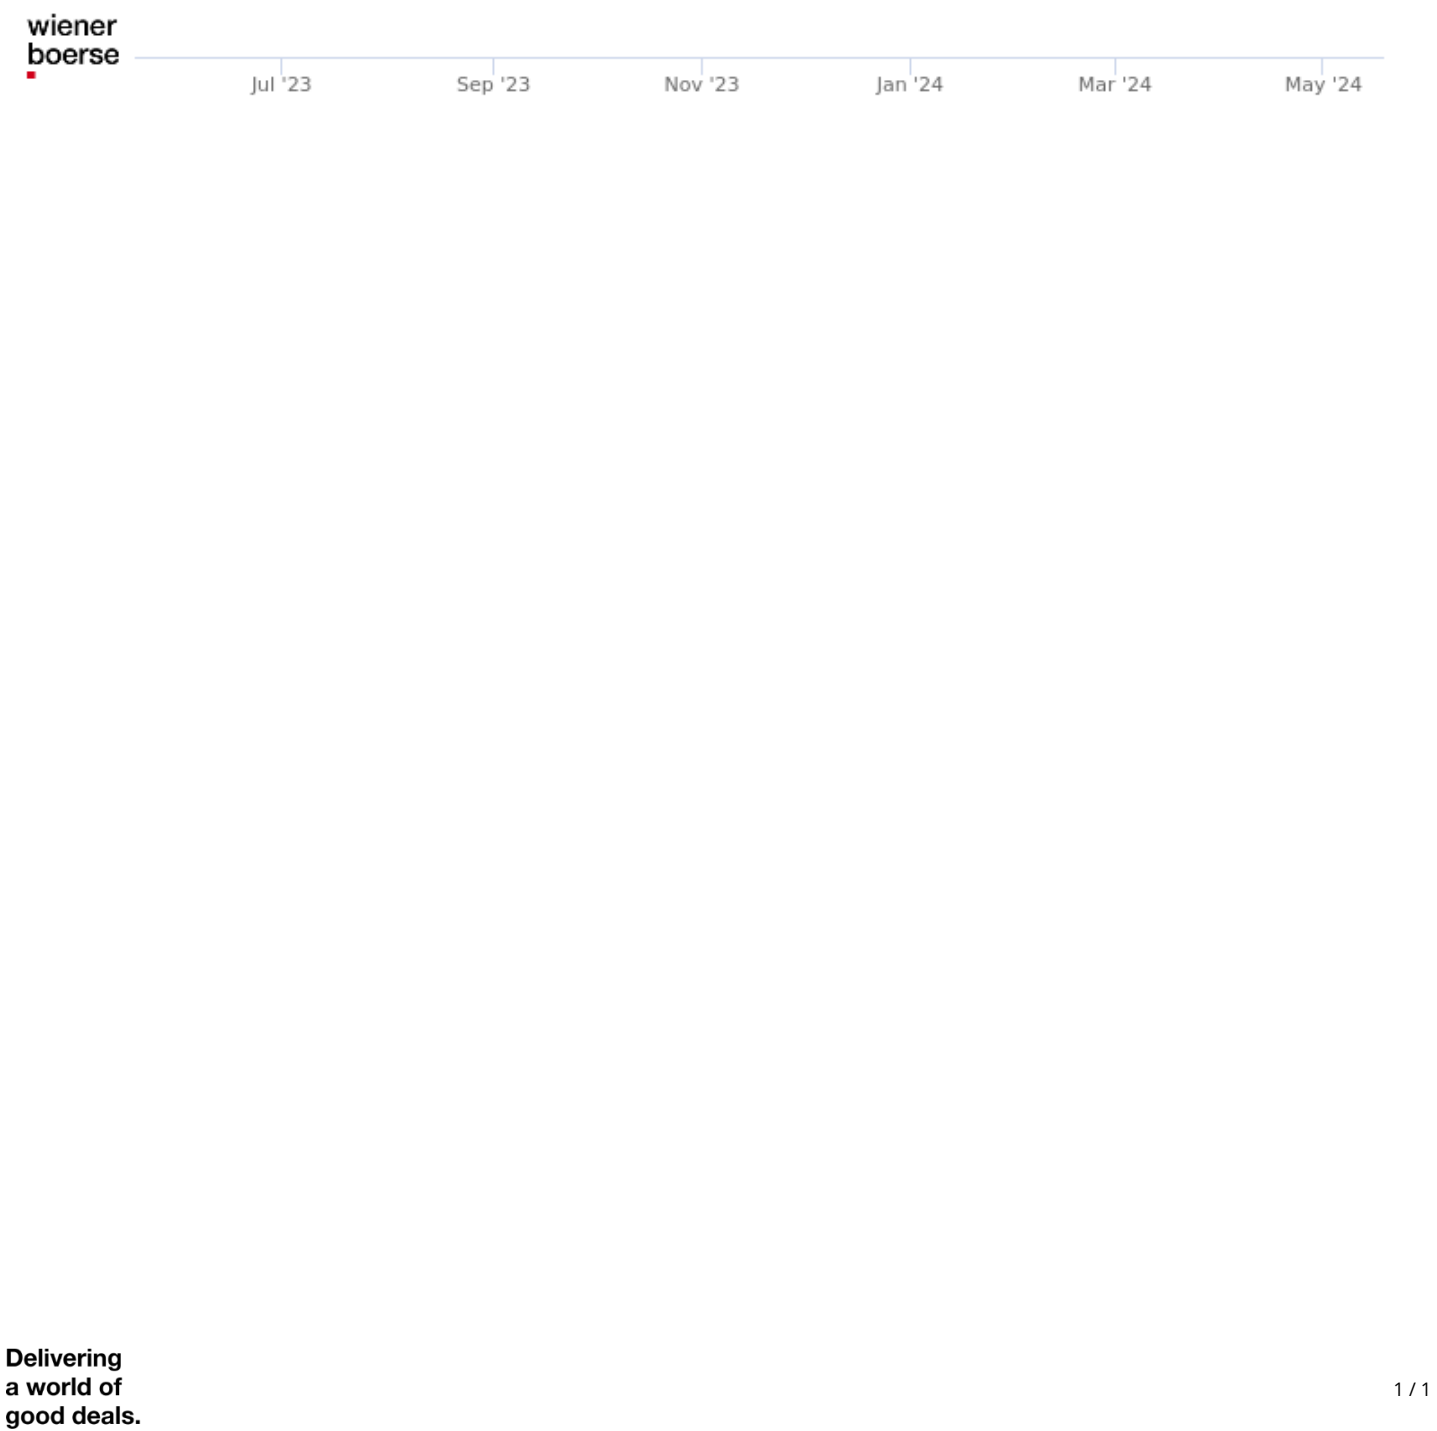 wiener
boerse
Jul '23 Sep '23 Nov '23 Jan '24 Mar '24 May '24
Delivering
a world of
good deals.
1 / 1